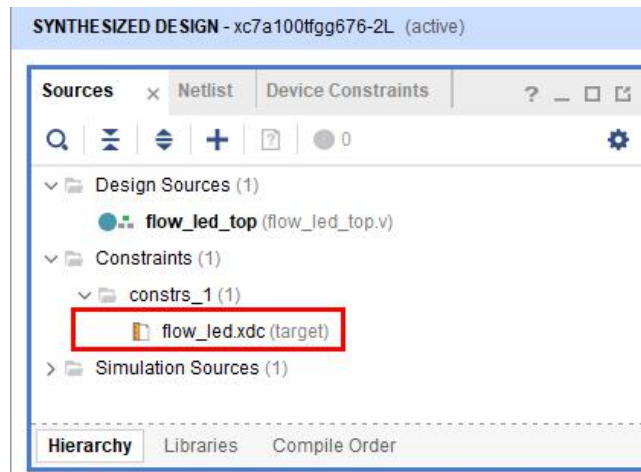 SYNTHESIZED DESIGN - xc7a100tfgg676-2L (active)
Sources Netlist Device Constraints
0
Design Sources (1)
flow_led_top (flow_led_top.v)
Constraints (1)
constrs_1 (1)
flow_led.xdc (target)
Simulation Sources (1)
Hierarchy Libraries Compile Order